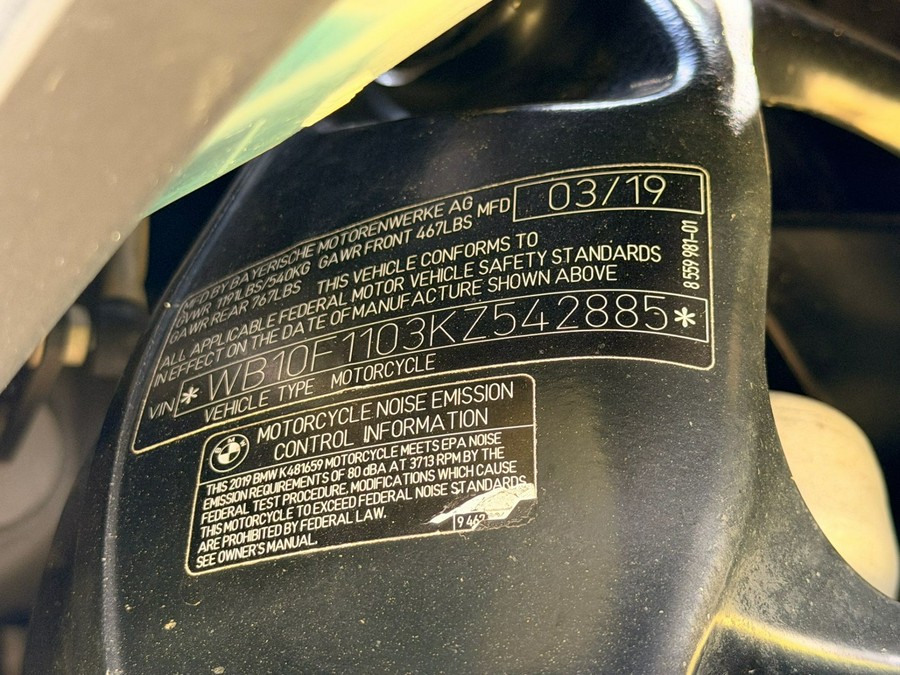 MFD BY BAYERISCHE MOTORENWERKE AG MFD 03/19
GVWR 1191LBS/540KG GAWR FRONT 467LBS
GAWR REAR 767LBS THIS VEHICLE CONFORMS TO
ALL APPLICABLE FEDERAL MOTOR VEHICLE SAFETY STANDARDS
IN EFFECT ON THE DATE OF MANUFACTURE SHOWN ABOVE
VIN *WB10F1103KZ542885*
VEHICLE TYPE MOTORCYCLE
8 559 981-01
BMW
MOTORCYCLE NOISE EMISSION
CONTROL INFORMATION
THIS 2019 BMW K481659 MOTORCYCLE MEETS EPA NOISE
EMISSION REQUIREMENTS OF 80 dBA AT 3713 RPM BY THE
FEDERAL TEST PROCEDURE. MODIFICATIONS WHICH CAUSE
THIS MOTORCYCLE TO EXCEED FEDERAL NOISE STANDARDS
ARE PROHIBITED BY FEDERAL LAW.
SEE OWNER'S MANUAL.